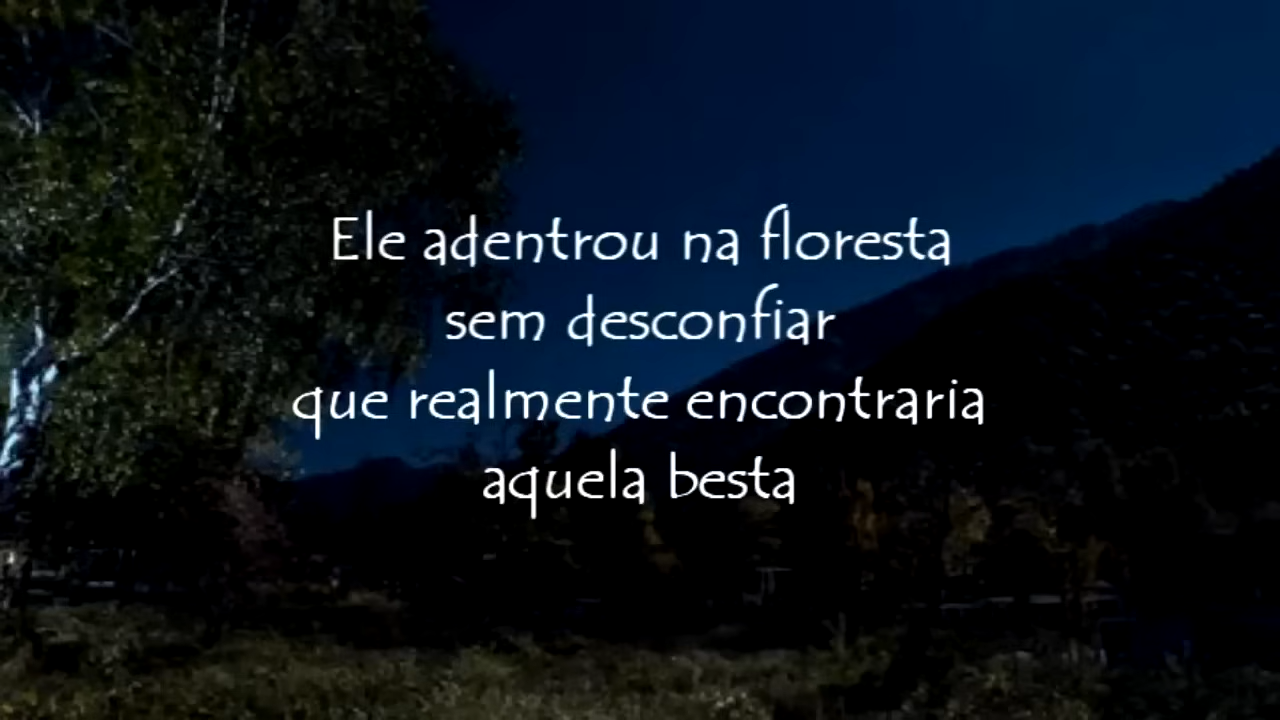 Ele adentrou na floresta
sem desconfiar
que realmente encontraria
aquela besta